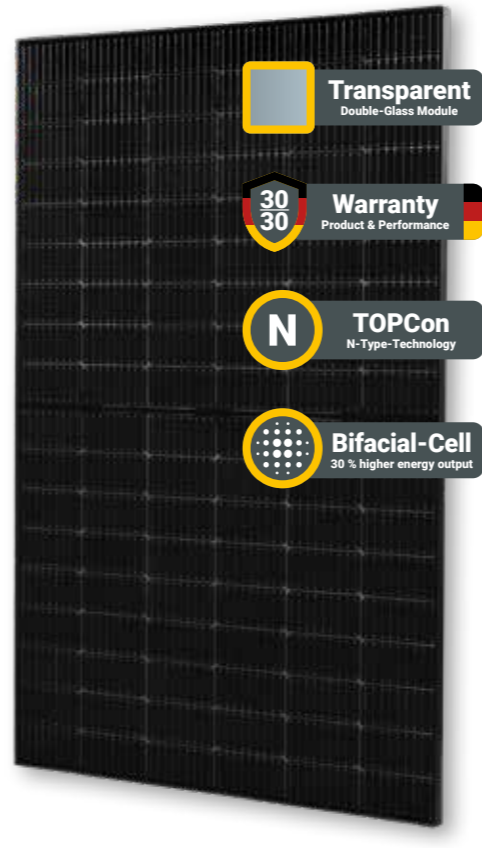 Transparent
Double-Glass Module
30
30
Warranty
Product & Performance
N
TOPCon
N-Type-Technology
Bifacial-Cell
30 % higher energy output